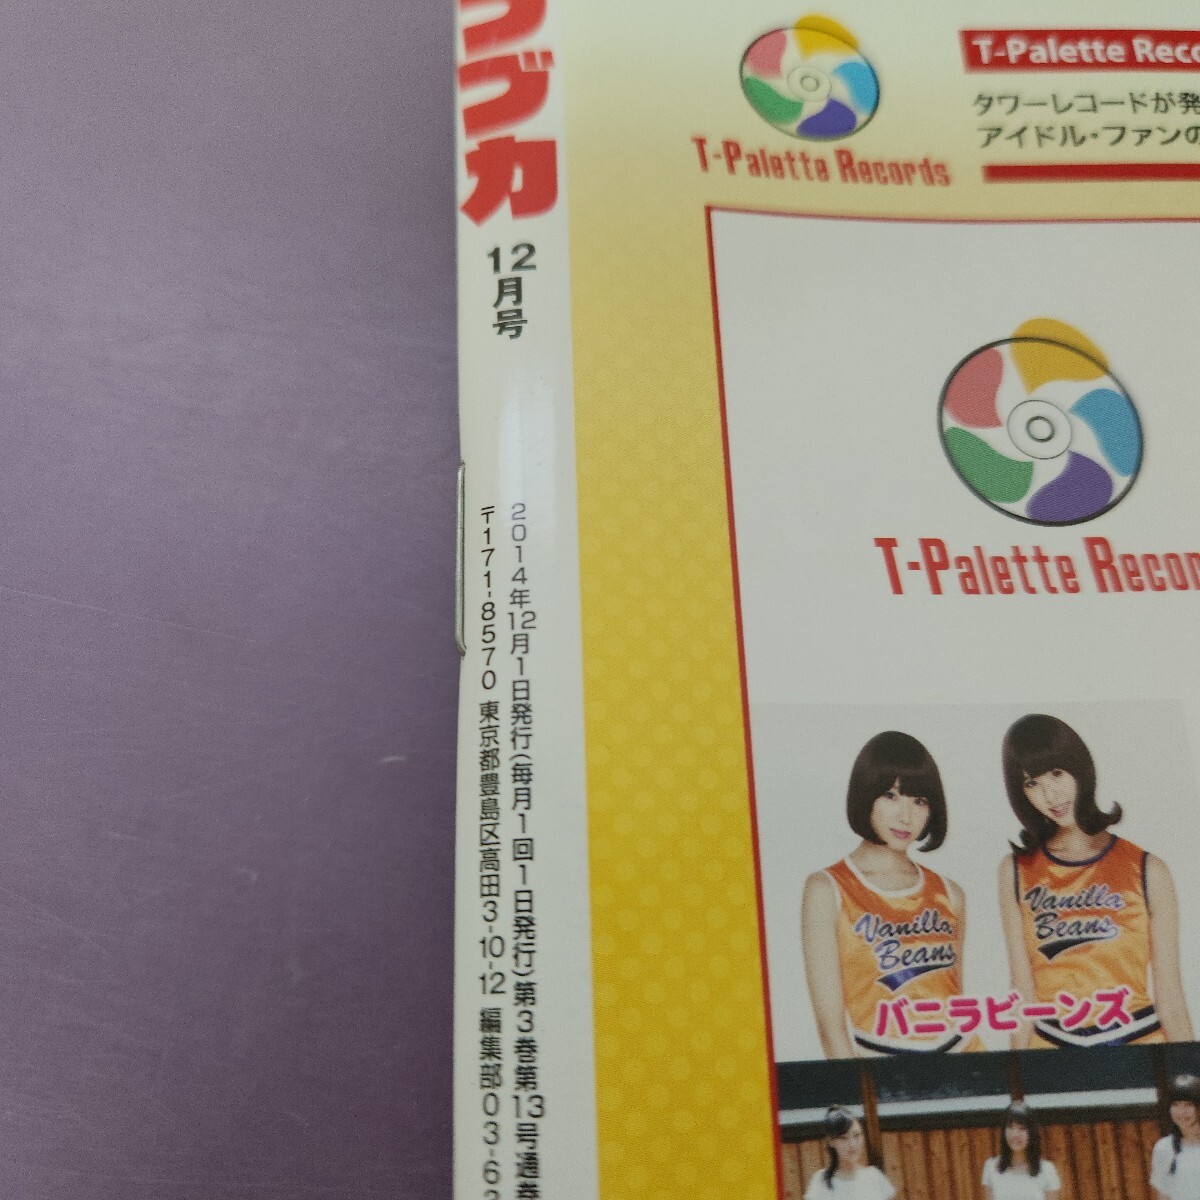 ブカ
12月号
2014年12月1日発行(毎月1回1日発行)第3巻第13号通巻
〒171-8570 東京都豊島区高田3-10-12 編集部03-6
T-Palette Records
T-Palette Reco
タワーレコードが発
アイドル・ファンの
T-Palette Recor
Vanilla
Beans
Vanilla
Beans
バニラビーンズ